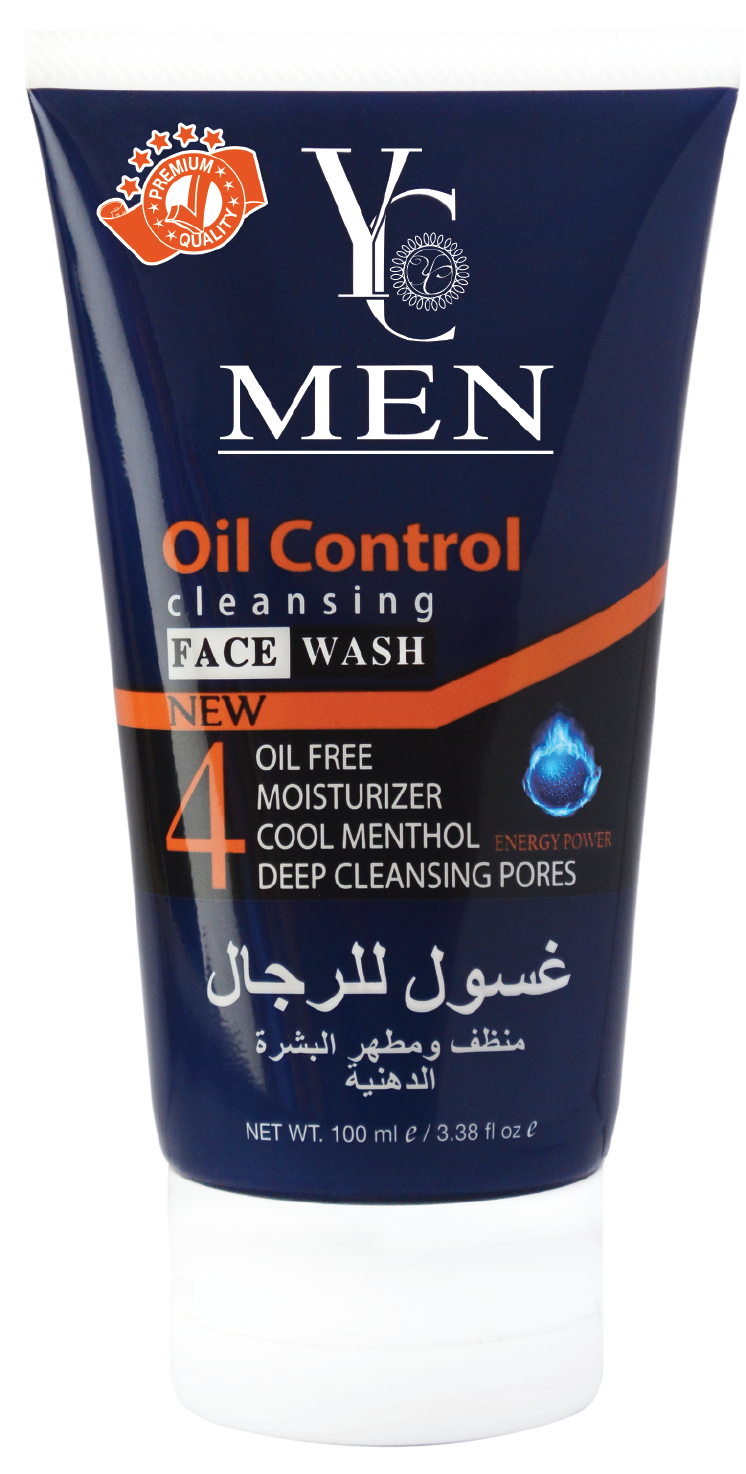 PREMIUM
QUALITY
YC
YC
MEN
Oil Control
cleansing
FACE WASH
NEW
4
OIL FREE
MOISTURIZER
COOL MENTHOL
ENERGY POWER
DEEP CLEANSING PORES
غسول للرجال
منظف ومطهر البشرة
الدهنية
NET WT. 100 ml e / 3.38 fl oz e